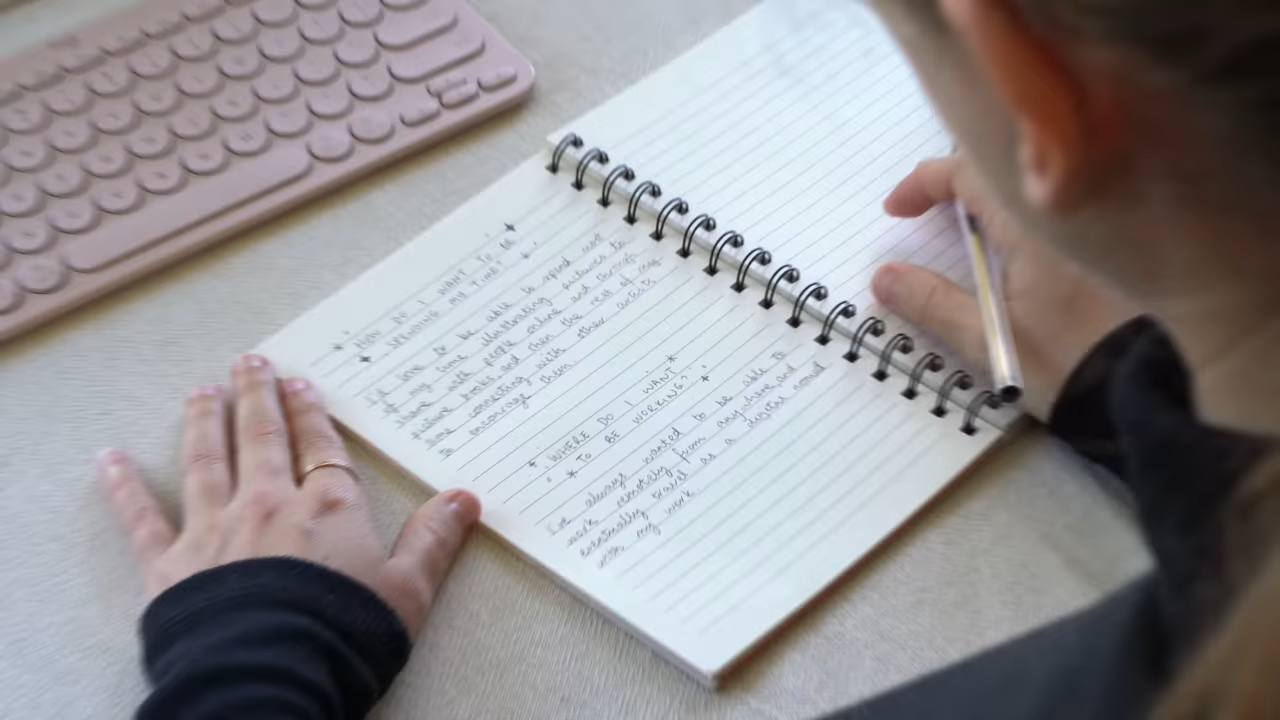 HOW DO I WANT TO BE
SPENDING MY TIME?
I'd love to be able to spend most
of my time illustrating pictures to
share with people online and through
picture books and then the rest of my
time connecting with other artists
to encourage them.
WHERE DO I WANT
TO BE WORKING?
I've always wanted to be able to
work remotely from anywhere, and
eventually travel as a digital nomad
with my work.